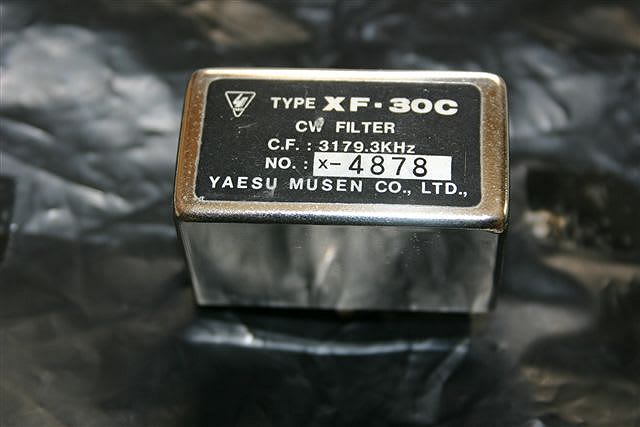 TYPE XF-30C
CW FILTER
C.F. : 3179.3KHz
NO. : X-4878
YAESU MUSEN CO., LTD.,